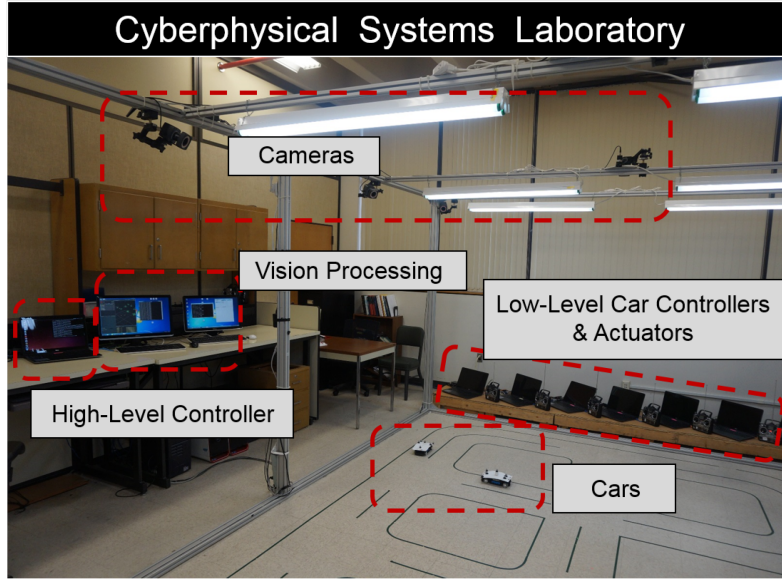 Cyberphysical Systems Laboratory
Cameras
Vision Processing
Low-Level Car Controllers
& Actuators
High-Level Controller
Cars